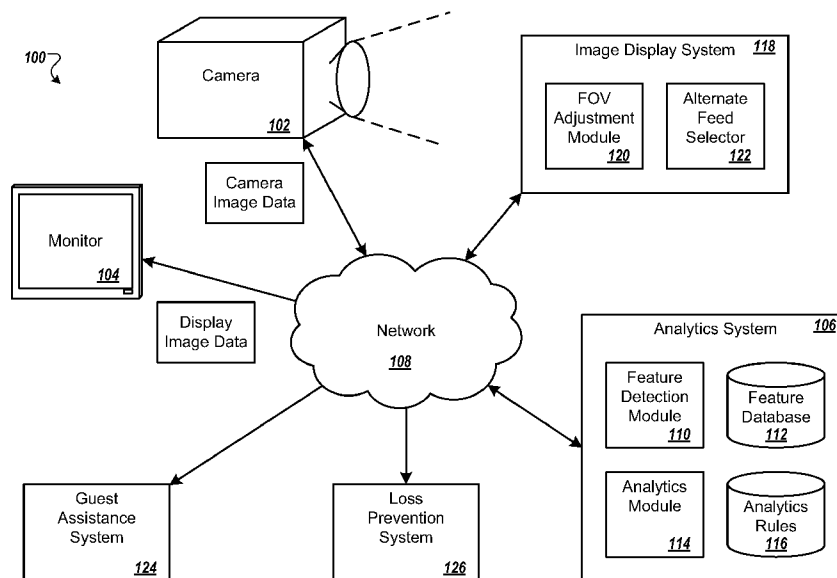 100
Camera
102
Camera
Image Data
Monitor
104
Display
Image Data
Network
108
Image Display System 118
FOV
Adjustment
Module
120
Alternate
Feed
Selector
122
Analytics System 106
Feature
Detection
Module
110
Feature
Database
112
Analytics
Module
114
Analytics
Rules
116
Guest
Assistance
System
124
Loss
Prevention
System
126